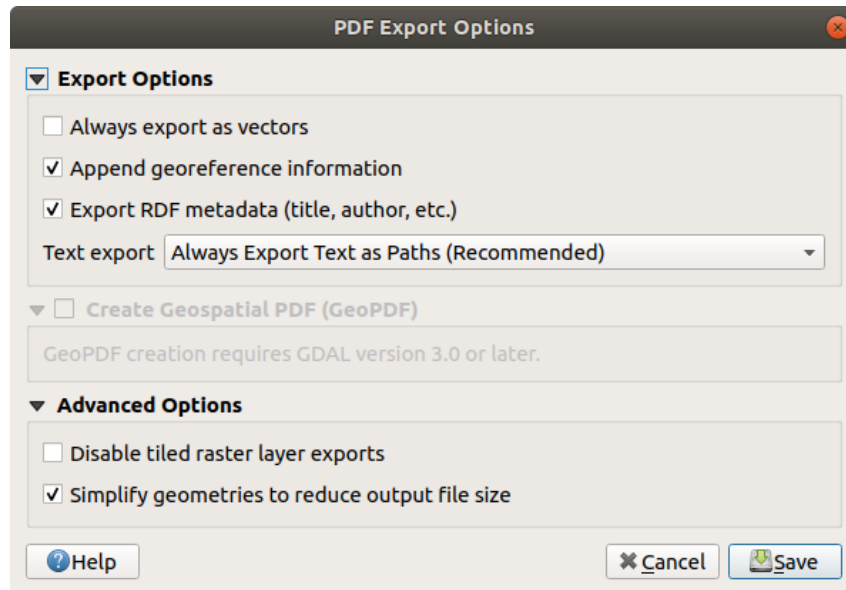 PDF Export Options
Export Options
Always export as vectors
Append georeference information
Export RDF metadata (title, author, etc.)
Text export Always Export Text as Paths (Recommended)
Create Geospatial PDF (GeoPDF)
GeoPDF creation requires GDAL version 3.0 or later.
Advanced Options
Disable tiled raster layer exports
Simplify geometries to reduce output file size
Help Cancel Save